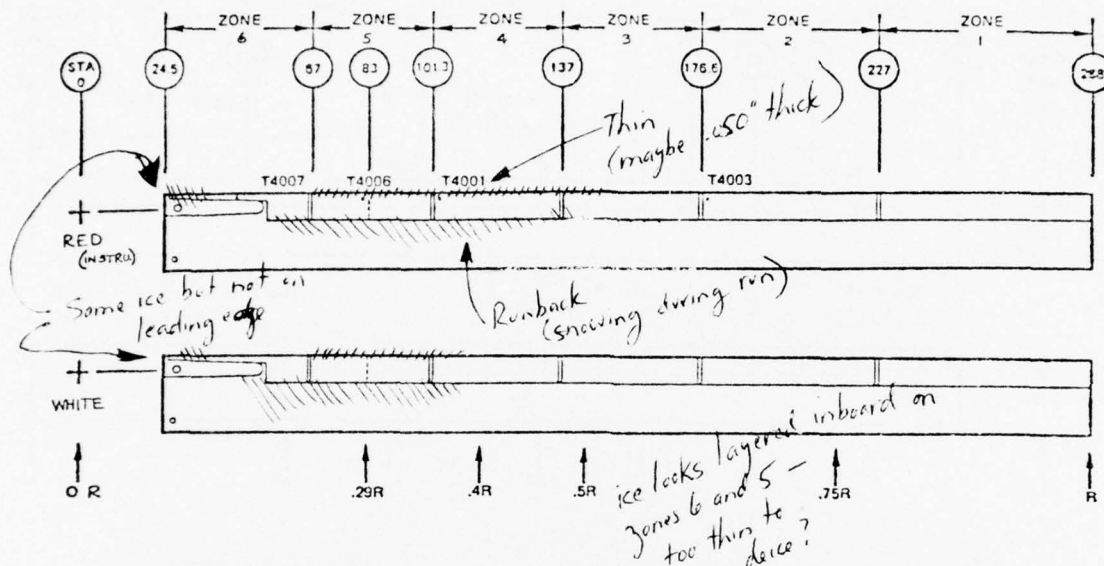 ZONE 6
ZONE 5
ZONE 4
ZONE 3
ZONE 2
ZONE 1
STA 0
24.5
67
83
101.3
137
176.6
227
288
Thin
(maybe .050" thick)
T4007
T4006
T4001
T4003
RED
(INSTRU)
Some ice but not on
leading edge
Runback
(snowing during run)
WHITE
0 R
.29R
.4R
.5R
.75R
R
ice looks layered inboard on
zones 6 and 5 —
too thin to
deice?